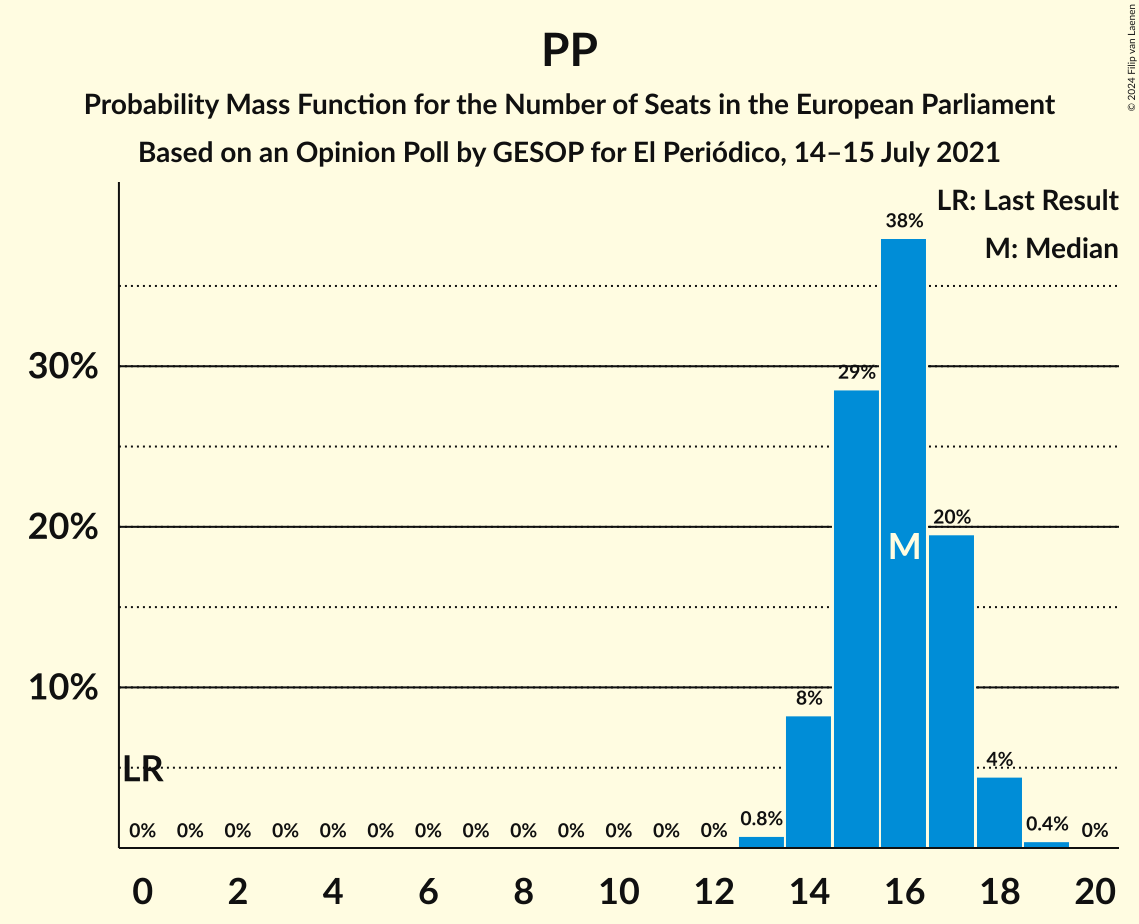 PP
Probability Mass Function for the Number of Seats in the European Parliament
Based on an Opinion Poll by GESOP for El Periódico, 14–15 July 2021
© 2024 Filip van Laenen
LR: Last Result
M: Median
38%
30%
29%
20%
20%
M
10%
8%
4%
LR
0% 0% 0% 0% 0% 0% 0% 0% 0% 0% 0% 0% 0% 0.8% 0.4% 0%
0 2 4 6 8 10 12 14 16 18 20